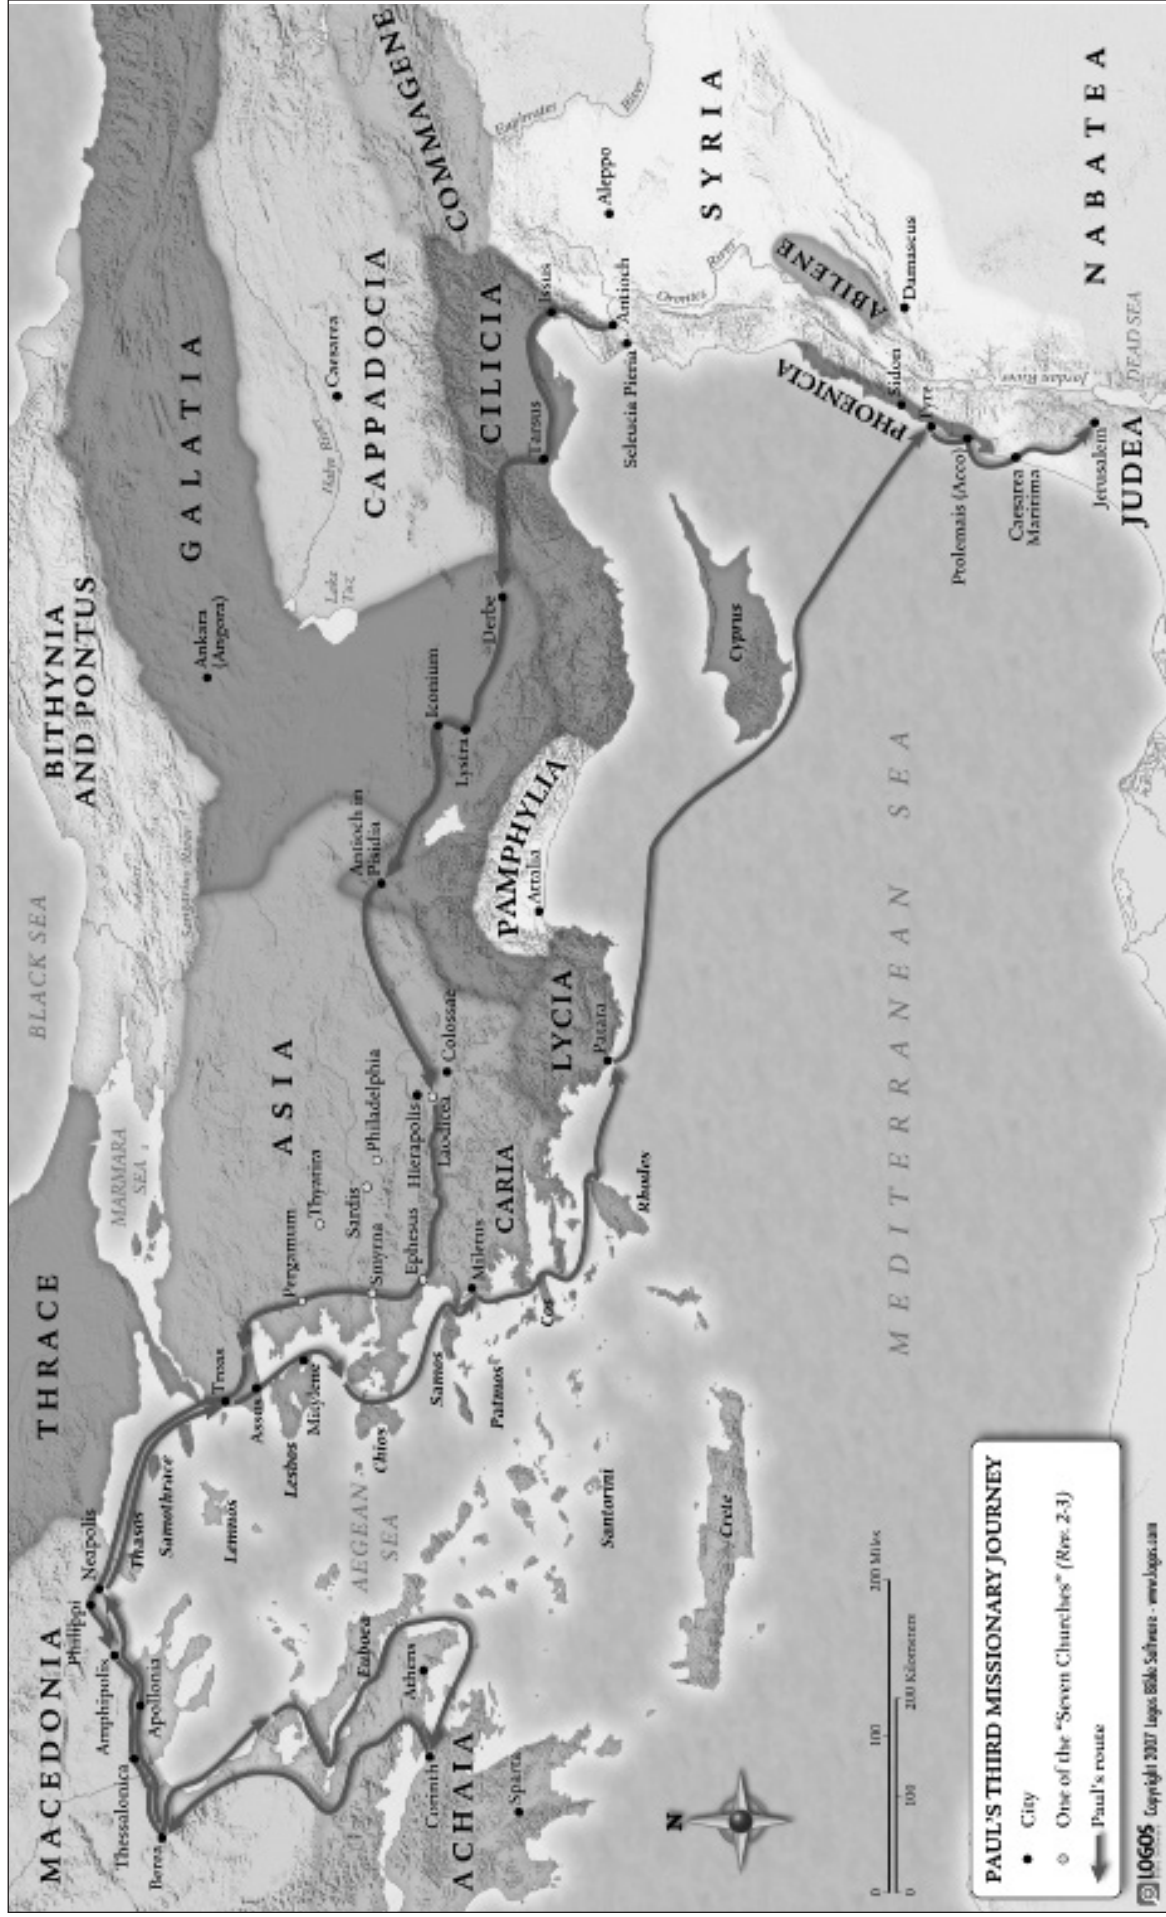 MACEDONIA
THRACE
BLACK SEA
BITHYNIA
AND PONTUS
GALATIA
COMMAGENE
Philippi
Neapolis
Amphipolis
Apollonia
Thessalonica
Berea
Thasos
Samothrace
Lemnos
MARMARA
SEA
Sangarius River
Ankara
(Angora)
Halys River
Caesarea
CAPPADOCIA
Lake
Tuz
Troas
Assus
Mitylene
Lesbos
Pergamum
Thyatira
ASIA
Sardis
Smyrna
Philadelphia
Chios
AEGEAN
SEA
Euboea
Athens
Corinth
ACHAIA
Sparta
Ephesus
Hierapolis
Laodicea
Colossae
Samos
Miletus
CARIA
Patmos
Cos
Antioch in
Pisidia
Iconium
Lystra
Derbe
Tarsus
CILICIA
Issus
Antioch
Seleucia Pieria
Aleppo
Euphrates
River
Orontes
River
SYRIA
PAMPHYLIA
Attalia
LYCIA
Patara
Rhodes
Santorini
Crete
Cyprus
MEDITERRANEAN SEA
PHOENICIA
ABILENE
Damascus
Sidon
Tyre
Ptolemais (Acco)
Caesarea
Maritima
Jordan River
Jerusalem
JUDEA
DEAD SEA
NABATEA
N
0 100 200 Miles
0 100 200 Kilometers
PAUL'S THIRD MISSIONARY JOURNEY
City
One of the "Seven Churches" (Rev. 2-3)
Paul's route
LOGOS Copyright 2007 Logos Bible Software - www.logos.com